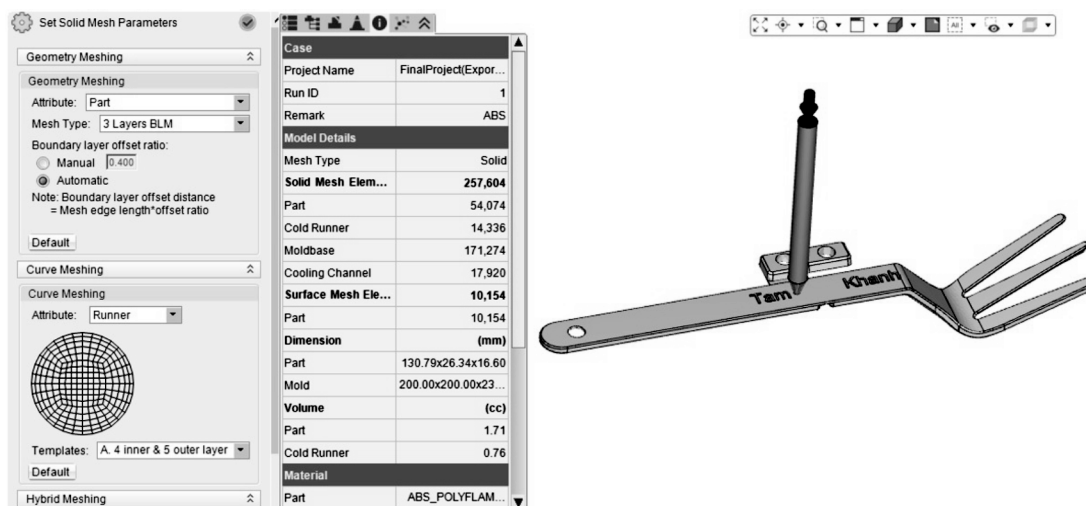 Set Solid Mesh Parameters
Geometry Meshing
Geometry Meshing
Attribute: Part
Mesh Type: 3 Layers BLM
Boundary layer offset ratio:
Manual 0.400
Automatic
Note: Boundary layer offset distance
= Mesh edge length*offset ratio
Default
Curve Meshing
Curve Meshing
Attribute: Runner
Templates: A. 4 inner & 5 outer layer
Default
Hybrid Meshing
Case
Project Name FinalProject(Expor...
Run ID 1
Remark ABS
Model Details
Mesh Type Solid
Solid Mesh Elem... 257,604
Part 54,074
Cold Runner 14,336
Moldbase 171,274
Cooling Channel 17,920
Surface Mesh Ele... 10,154
Part 10,154
Dimension (mm)
Part 130.79x26.34x16.60
Mold 200.00x200.00x23...
Volume (cc)
Part 1.71
Cold Runner 0.76
Material
Part ABS_POLYFLAM...
All
Tam Khanh